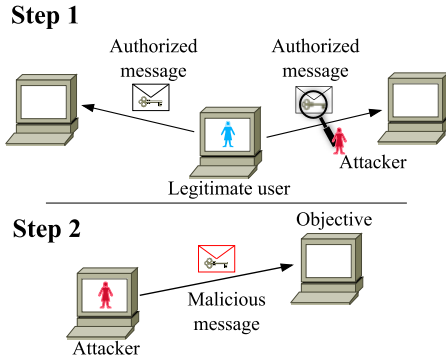 Step 1
Authorized
message
Authorized
message
Attacker
Legitimate user
Step 2
Objective
Malicious
message
Attacker